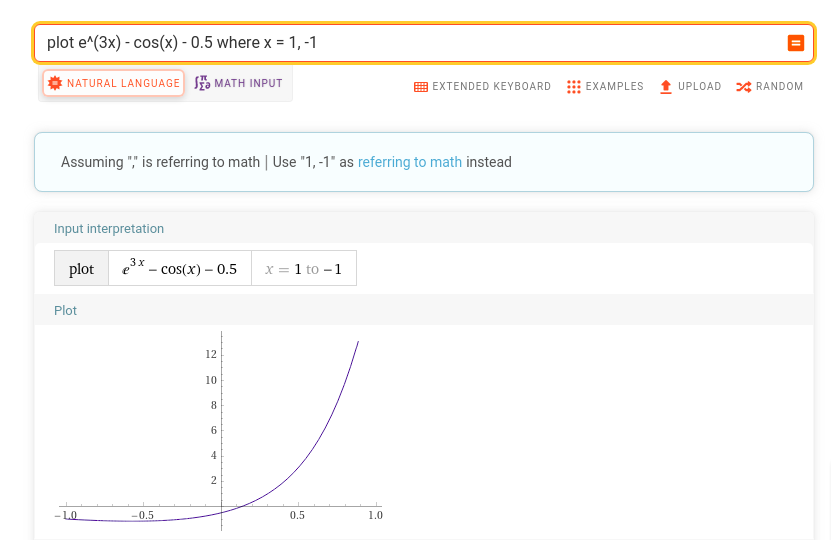 plot e^(3x) - cos(x) - 0.5 where x = 1, -1
NATURAL LANGUAGE MATH INPUT EXTENDED KEYBOARD EXAMPLES UPLOAD RANDOM
Assuming "," is referring to math | Use "1, -1" as referring to math instead
Input interpretation
plot e^3 x − cos(x) − 0.5 x = 1 to −1
Plot
12
10
8
6
4
2
−1.0 −0.5 0.5 1.0